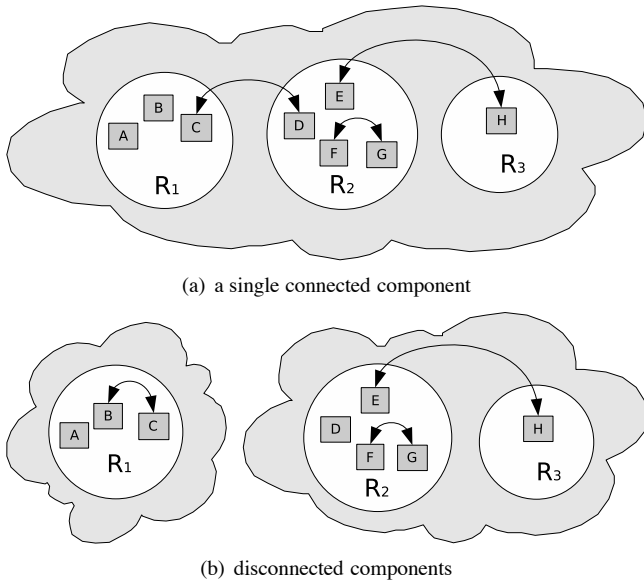 E
B
H
A
C
D
F
G
R1
R2
R3
(a) a single connected component
E
B
C
D
H
A
F
G
R1
R2
R3
(b) disconnected components